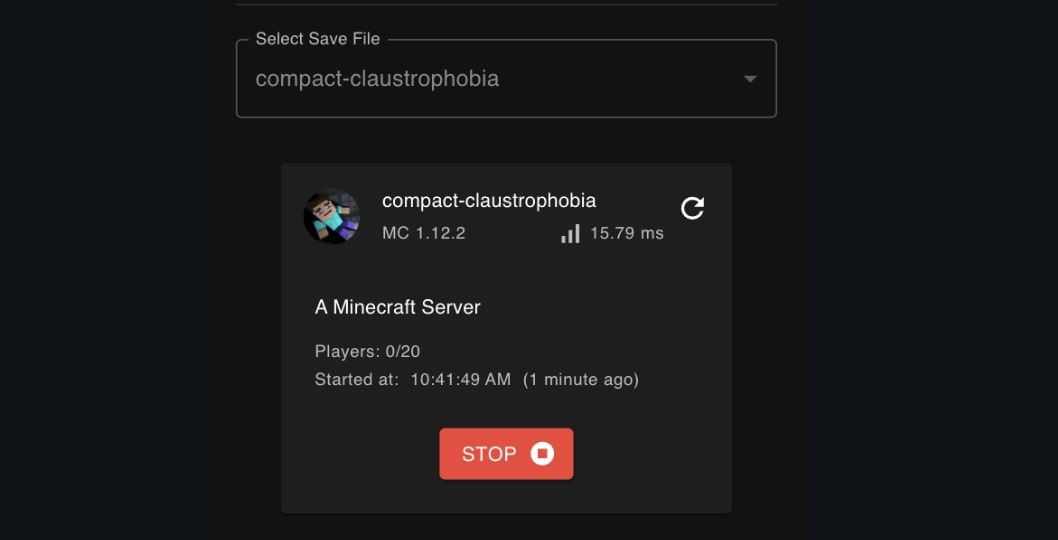 Select Save File
compact-claustrophobia
compact-claustrophobia
MC 1.12.2 15.79 ms
A Minecraft Server
Players: 0/20
Started at: 10:41:49 AM (1 minute ago)
STOP